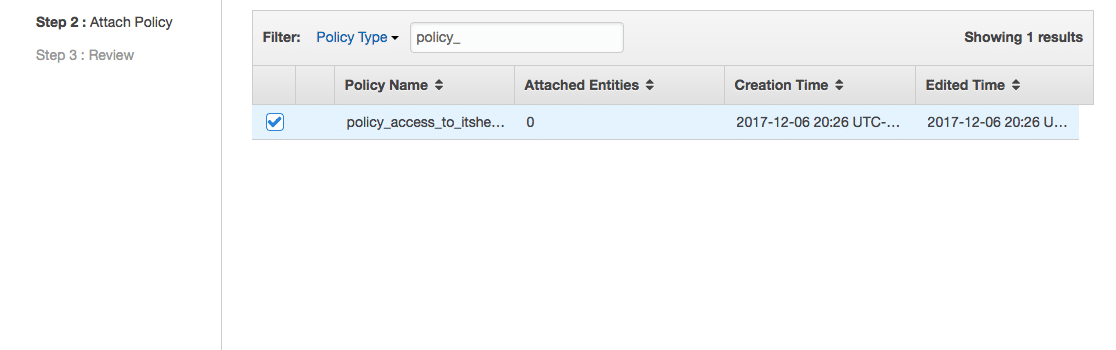 Step 2 : Attach Policy
Step 3 : Review
Filter: Policy Type policy_ Showing 1 results
Policy Name Attached Entities Creation Time Edited Time
policy_access_to_itshe... 0 2017-12-06 20:26 UTC-... 2017-12-06 20:26 U...